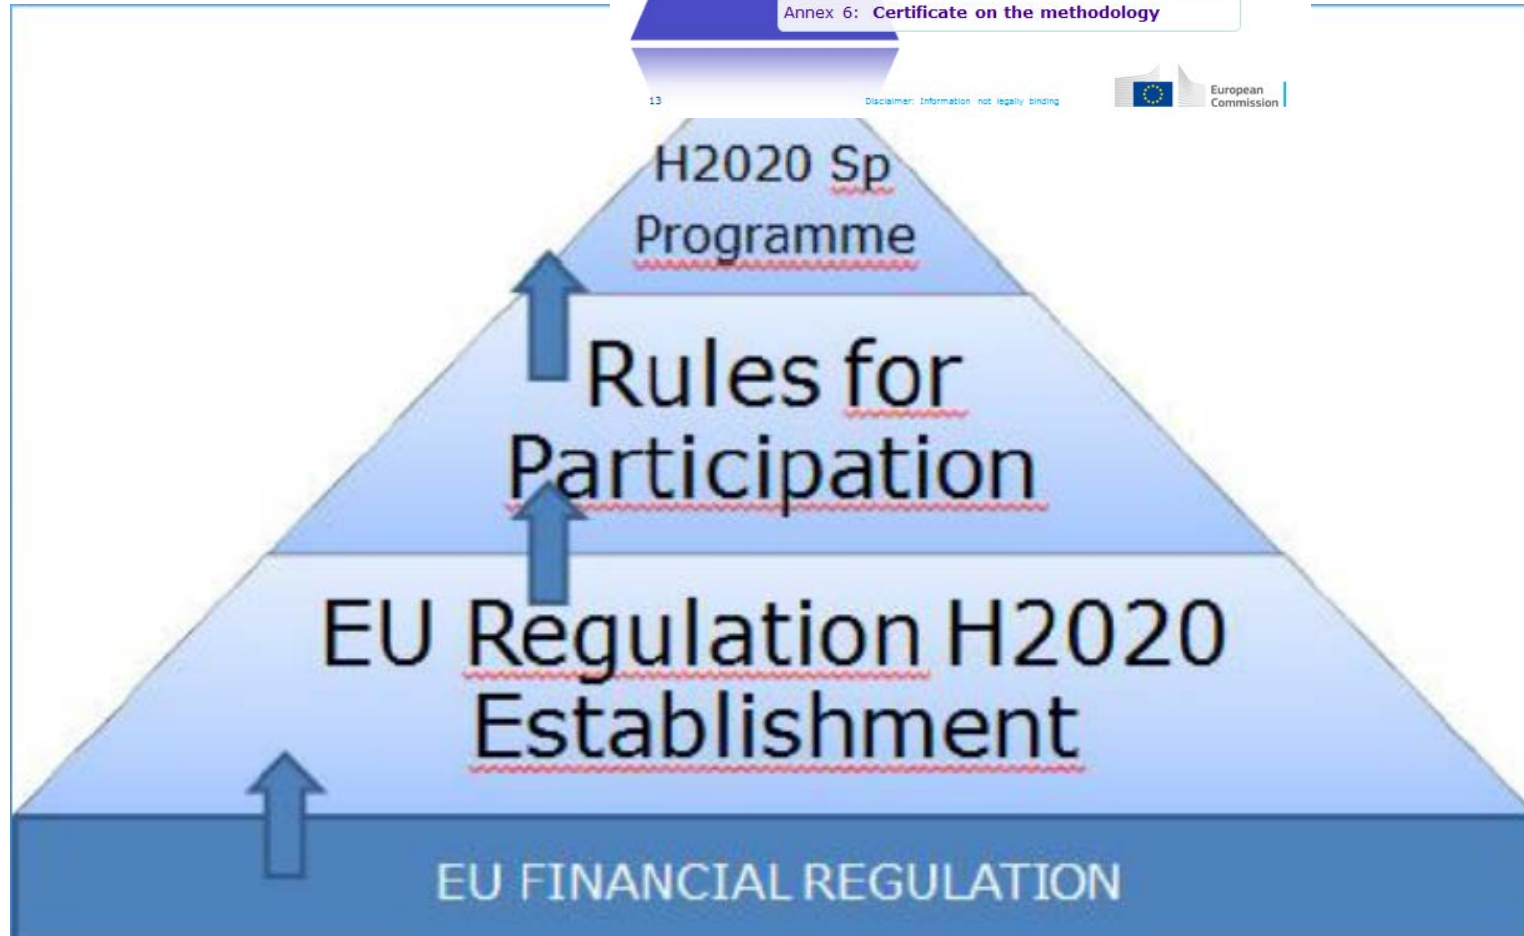 Annex 6: Certificate on the methodology
13
Disclaimer: Information not legally binding
European
Commission
H2020 Sp
Programme
Rules for
Participation
EU Regulation H2020
Establishment
EU FINANCIAL REGULATION